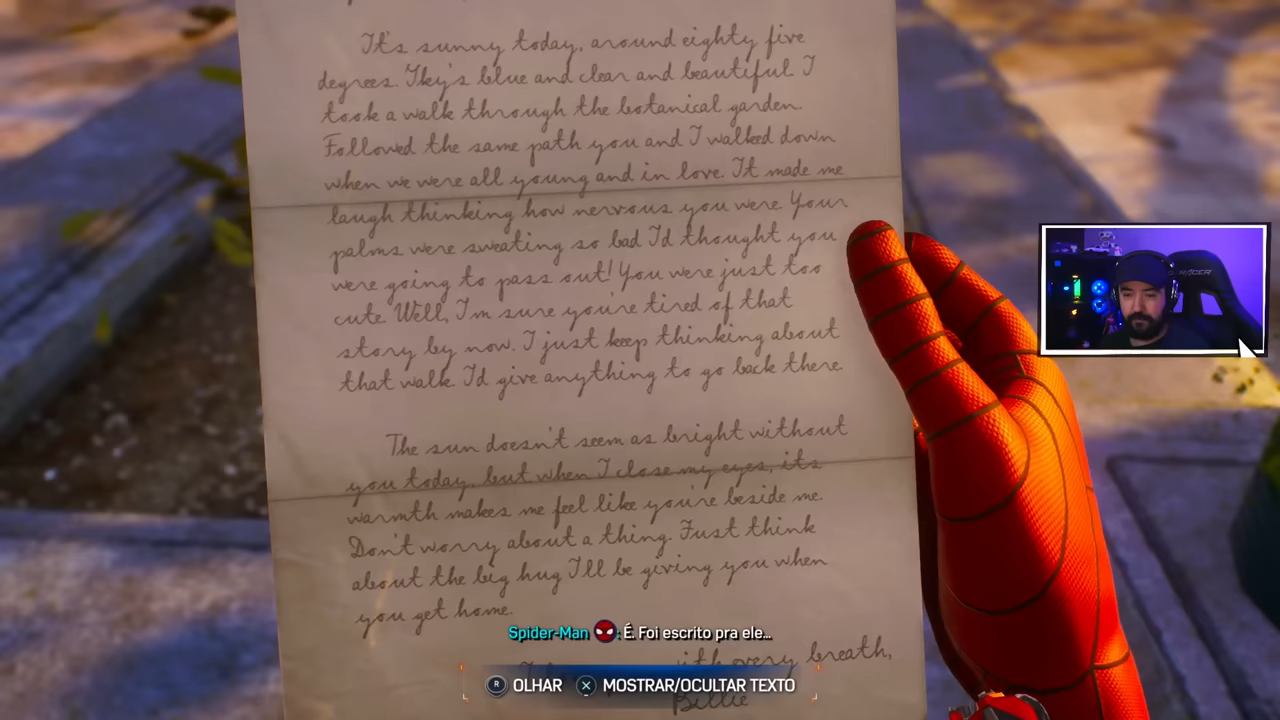 It's sunny today, around eighty five
degrees. Sky's blue and clear and beautiful. I
took a walk through the botanical garden.
Followed the same path you and I walked down
when we were all young and in love. It made me
laugh thinking how nervous you were. Your
palms were sweating so bad I'd thought you
were going to pass out! You were just too
cute. Well, I'm sure you're tired of that
story by now. I just keep thinking about
that walk. I'd give anything to go back there.
The sun doesn't seem as bright without
you today, but when I close my eyes, its
warmth makes me feel like you're beside me.
Don't worry about a thing. Just think
about the big hug I'll be giving you when
you get home.
Spider-Man : É. Foi escrito pra ele...
with every breath,
R OLHAR X MOSTRAR/OCULTAR TEXTO
Billie
RACER